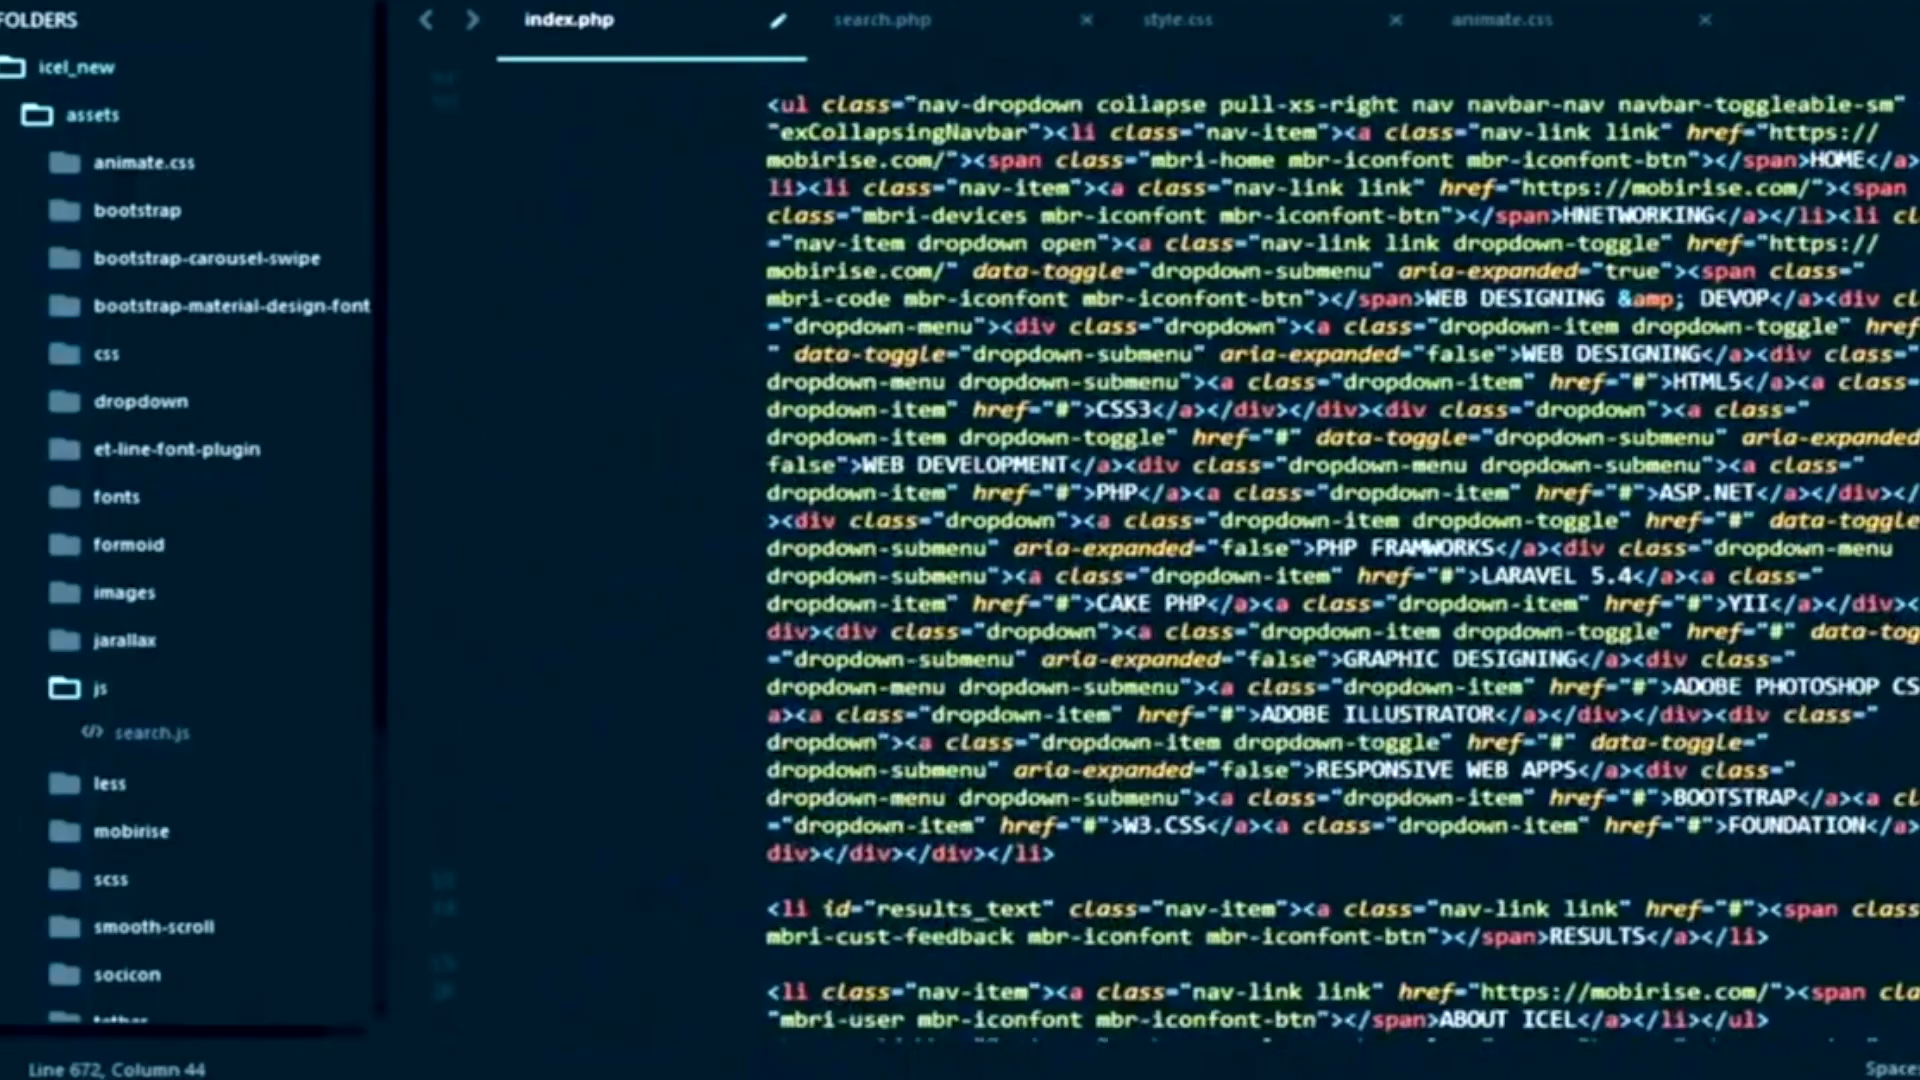 FOLDERS
icel_new
assets
animate.css
bootstrap
bootstrap-carousel-swipe
bootstrap-material-design-font
css
dropdown
et-line-font-plugin
fonts
formoid
images
jarallax
js
search.js
less
mobirise
scss
smooth-scroll
socicon
tether
Line 672, Column 44
index.php
search.php
style.css
animate.css
<ul class="nav-dropdown collapse pull-xs-right nav navbar-nav navbar-toggleable-sm"
"exCollapsingNavbar"><li class="nav-item"><a class="nav-link link" href="https://
mobirise.com/"><span class="mbri-home mbr-iconfont mbr-iconfont-btn"></span>HOME</a>
li><li class="nav-item"><a class="nav-link link" href="https://mobirise.com/"><span
class="mbri-devices mbr-iconfont mbr-iconfont-btn"></span>HNETWORKING</a></li><li cl
="nav-item dropdown open"><a class="nav-link link dropdown-toggle" href="https://
mobirise.com/" data-toggle="dropdown-submenu" aria-expanded="true"><span class="
mbri-code mbr-iconfont mbr-iconfont-btn"></span>WEB DESIGNING &amp; DEVOP</a><div cl
="dropdown-menu"><div class="dropdown"><a class="dropdown-item dropdown-toggle" href
" data-toggle="dropdown-submenu" aria-expanded="false">WEB DESIGNING</a><div class="
dropdown-menu dropdown-submenu"><a class="dropdown-item" href="#">HTML5</a><a class=
dropdown-item" href="#">CSS3</a></div></div><div class="dropdown"><a class="
dropdown-item dropdown-toggle" href="#" data-toggle="dropdown-submenu" aria-expanded
false">WEB DEVELOPMENT</a><div class="dropdown-menu dropdown-submenu"><a class="
dropdown-item" href="#">PHP</a><a class="dropdown-item" href="#">ASP.NET</a></div></
><div class="dropdown"><a class="dropdown-item dropdown-toggle" href="#" data-toggle
dropdown-submenu" aria-expanded="false">PHP FRAMWORKS</a><div class="dropdown-menu
dropdown-submenu"><a class="dropdown-item" href="#">LARAVEL 5.4</a><a class="
dropdown-item" href="#">CAKE PHP</a><a class="dropdown-item" href="#">YII</a></div><
div><div class="dropdown"><a class="dropdown-item dropdown-toggle" href="#" data-tog
="dropdown-submenu" aria-expanded="false">GRAPHIC DESIGNING</a><div class="
dropdown-menu dropdown-submenu"><a class="dropdown-item" href="#">ADOBE PHOTOSHOP CS
a><a class="dropdown-item" href="#">ADOBE ILLUSTRATOR</a></div></div><div class="
dropdown"><a class="dropdown-item dropdown-toggle" href="#" data-toggle="
dropdown-submenu" aria-expanded="false">RESPONSIVE WEB APPS</a><div class="
dropdown-menu dropdown-submenu"><a class="dropdown-item" href="#">BOOTSTRAP</a><a cl
="dropdown-item" href="#">W3.CSS</a><a class="dropdown-item" href="#">FOUNDATION</a>
div></div></div></li>
<li id="results_text" class="nav-item"><a class="nav-link link" href="#"><span class
mbri-cust-feedback mbr-iconfont mbr-iconfont-btn"></span>RESULTS</a></li>
<li class="nav-item"><a class="nav-link link" href="https://mobirise.com/"><span cla
"mbri-user mbr-iconfont mbr-iconfont-btn"></span>ABOUT ICEL</a></li></ul>
Space